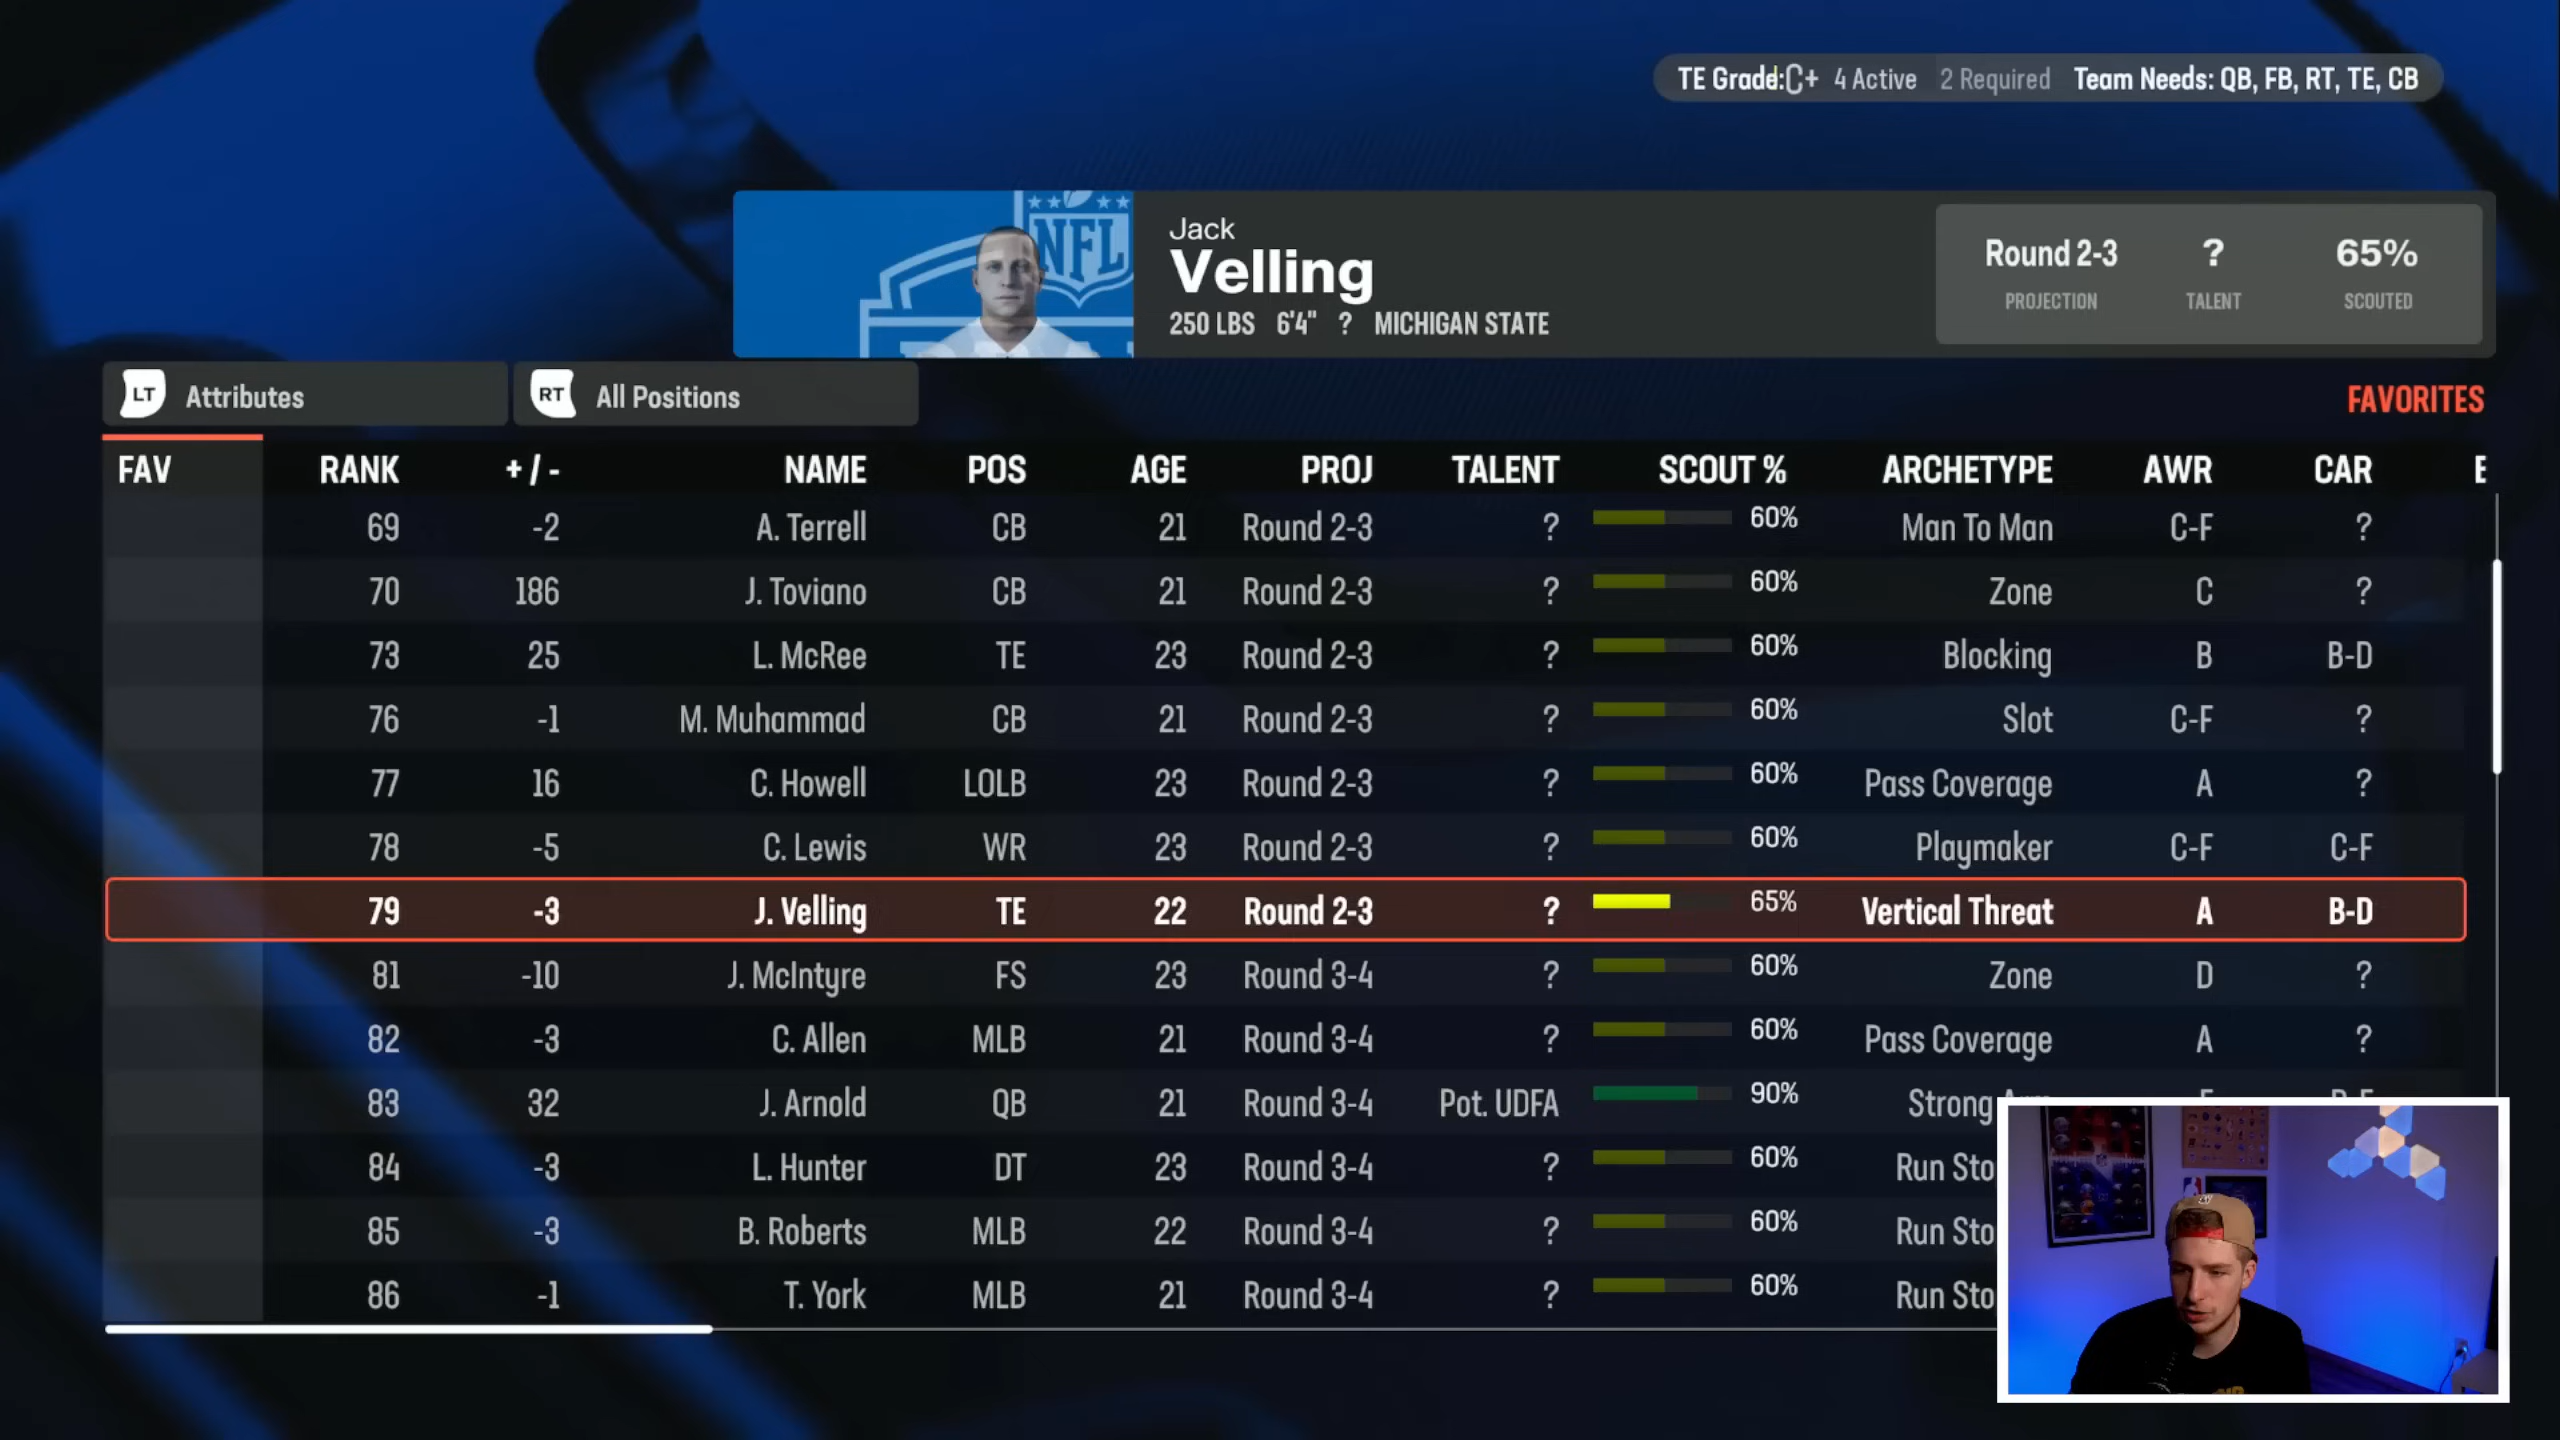 TE Grade: C+ 4 Active 2 Required Team Needs: QB, FB, RT, TE, CB
NFL
Jack
Velling
250 LBS 6'4" ? MICHIGAN STATE
Round 2-3 ? 65%
PROJECTION TALENT SCOUTED
LT Attributes RT All Positions FAVORITES
FAV RANK + / - NAME POS AGE PROJ TALENT SCOUT % ARCHETYPE AWR CAR
69 -2 A. Terrell CB 21 Round 2-3 ? 60% Man To Man C-F ?
70 186 J. Toviano CB 21 Round 2-3 ? 60% Zone C ?
73 25 L. McRee TE 23 Round 2-3 ? 60% Blocking B B-D
76 -1 M. Muhammad CB 21 Round 2-3 ? 60% Slot C-F ?
77 16 C. Howell LOLB 23 Round 2-3 ? 60% Pass Coverage A ?
78 -5 C. Lewis WR 23 Round 2-3 ? 60% Playmaker C-F C-F
79 -3 J. Velling TE 22 Round 2-3 ? 65% Vertical Threat A B-D
81 -10 J. McIntyre FS 23 Round 3-4 ? 60% Zone D ?
82 -3 C. Allen MLB 21 Round 3-4 ? 60% Pass Coverage A ?
83 32 J. Arnold QB 21 Round 3-4 Pot. UDFA 90% Strong
84 -3 L. Hunter DT 23 Round 3-4 ? 60% Run Sto
85 -3 B. Roberts MLB 22 Round 3-4 ? 60% Run Sto
86 -1 T. York MLB 21 Round 3-4 ? 60% Run Sto